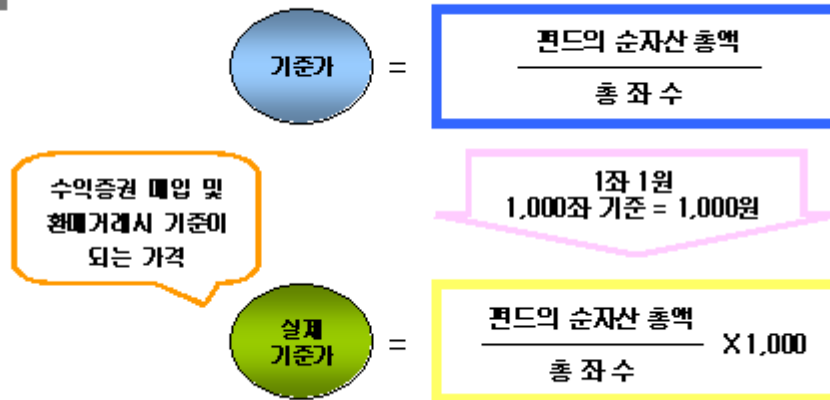 기준가
=
펀드의 순자산 총액
총 좌 수
수익증권 매입 및
환매거래시 기준이
되는 가격
1좌 1원
1,000좌 기준 = 1,000원
실제
기준가
=
펀드의 순자산 총액
총 좌 수
X1,000